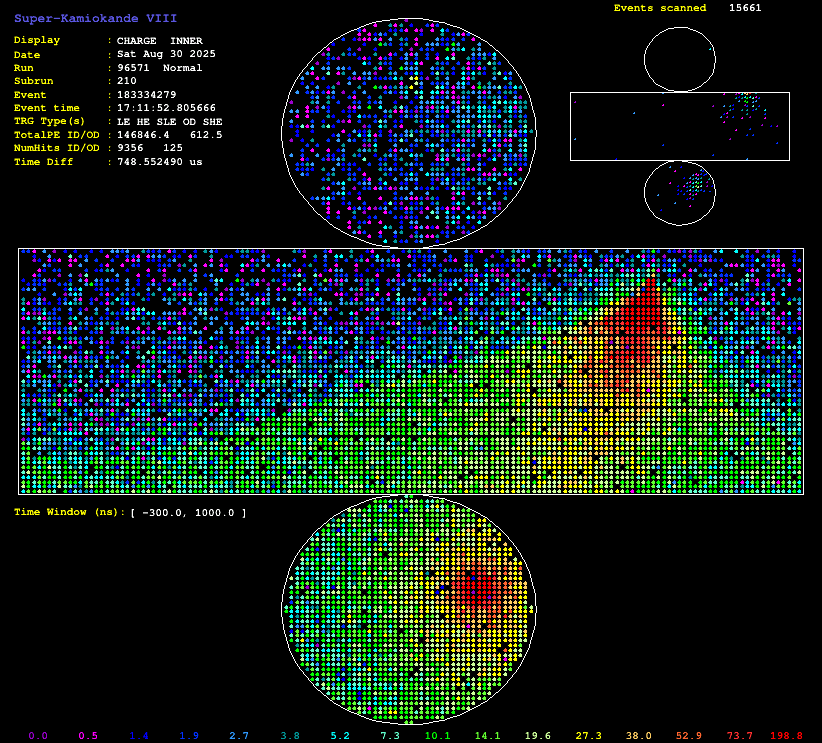 Super-Kamiokande VIII
Events scanned 15661
Display : CHARGE INNER
Date : Sat Aug 30 2025
Run : 96571 Normal
Subrun : 210
Event : 183334279
Event time : 17:11:52.805666
TRG Type(s) : LE HE SLE OD SHE
TotalPE ID/OD : 146846.4 612.5
NumHits ID/OD : 9356 125
Time Diff : 748.552490 us
Time Window (ns): [ -300.0, 1000.0 ]
0.0 0.5 1.4 1.9 2.7 3.8 5.2 7.3 10.1 14.1 19.6 27.3 38.0 52.9 73.7 198.8